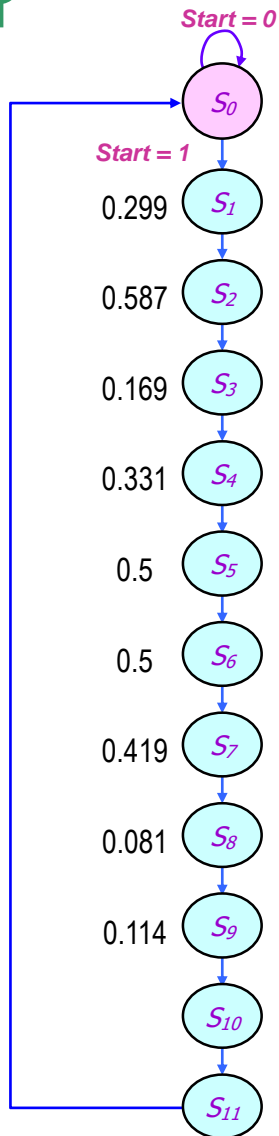 Start = 0
S₀
Start = 1
0.299 S₁
0.587 S₂
0.169 S₃
0.331 S₄
0.5 S₅
0.5 S₆
0.419 S₇
0.081 S₈
0.114 S₉
S₁₀
S₁₁